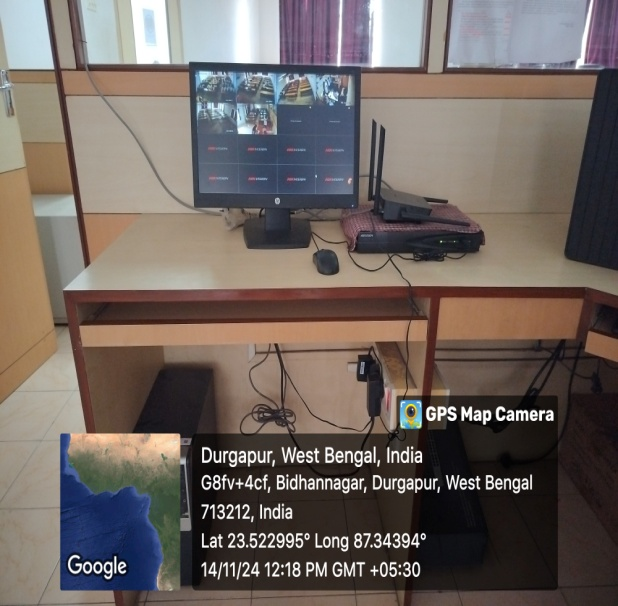 GPS Map Camera
Durgapur, West Bengal, India
G8fv+4cf, Bidhannagar, Durgapur, West Bengal
713212, India
Lat 23.522995° Long 87.34394°
14/11/24 12:18 PM GMT +05:30
Google
hp